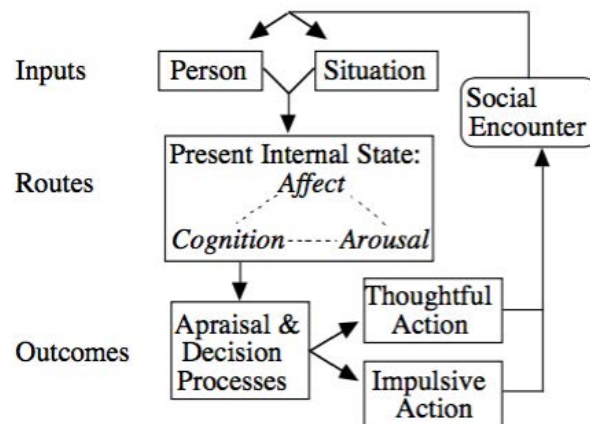 Inputs
Person
Situation
Social
Encounter
Routes
Present Internal State:
Affect
Cognition
Arousal
Outcomes
Appraisal &
Decision
Processes
Thoughtful
Action
Impulsive
Action